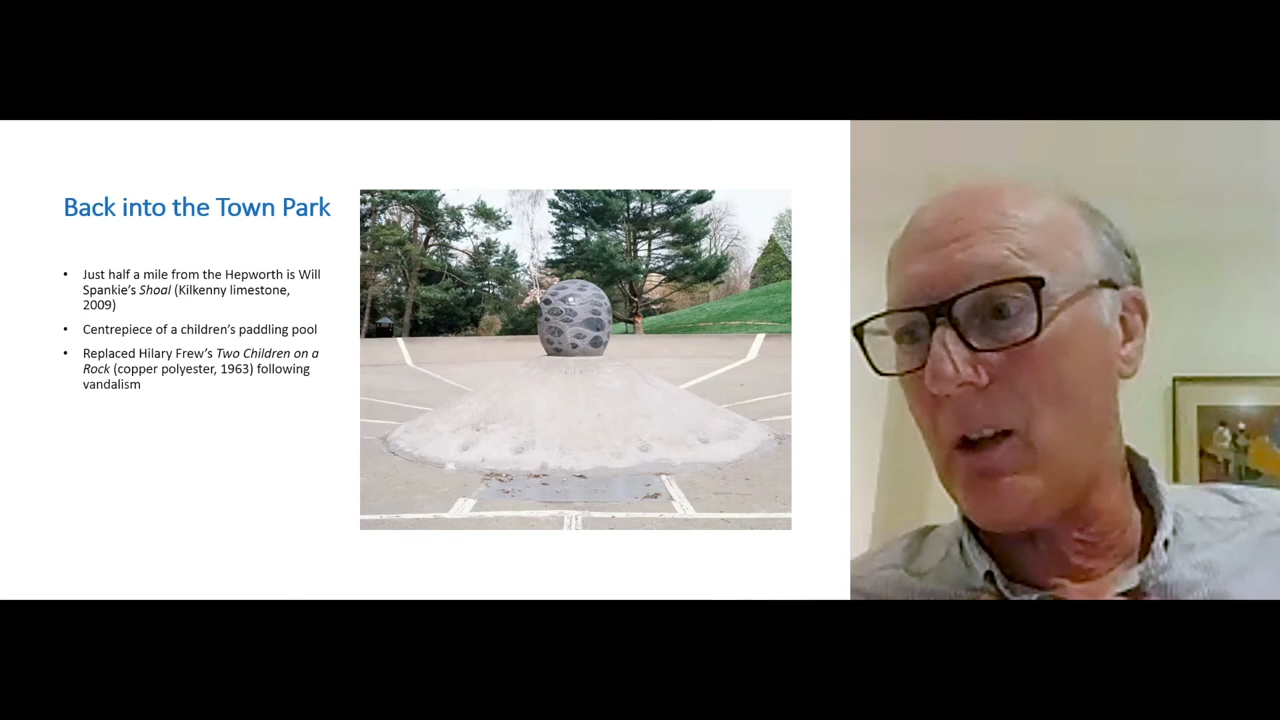 Back into the Town Park
• Just half a mile from the Hepworth is Will
Spankie's Shoal (Kilkenny limestone,
2009)
• Centrepiece of a children's paddling pool
• Replaced Hilary Frew's Two Children on a
Rock (copper polyester, 1963) following
vandalism